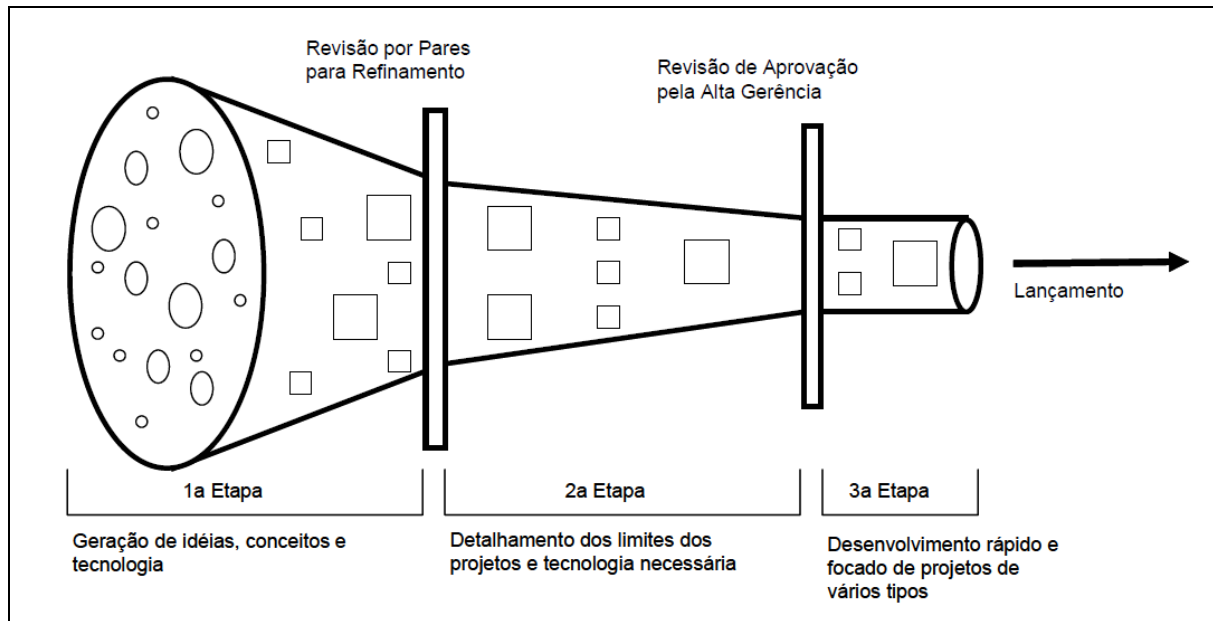 Revisão por Pares
para Refinamento
Revisão de Aprovação
pela Alta Gerência
Lançamento
1a Etapa
2a Etapa
3a Etapa
Geração de idéias, conceitos e
tecnologia
Detalhamento dos limites dos
projetos e tecnologia necessária
Desenvolvimento rápido e
focado de projetos de
vários tipos